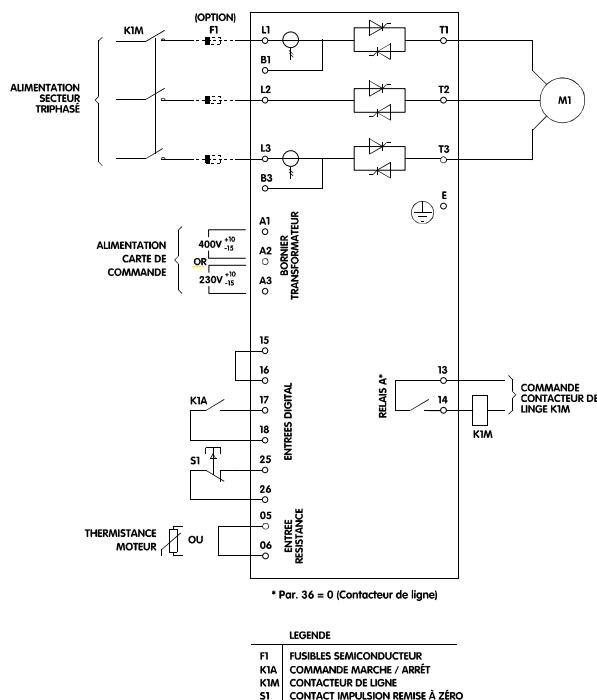 (OPTION)
K1M
F1
L1
T1
B1
ALIMENTATION
SECTEUR
TRIPHASÉ
L2
T2
M1
L3
T3
B3
E
A1
ALIMENTATION
CARTE DE
COMMANDE
400V +10 -15
A2
OR
230V +10 -15
A3
BORNIER
TRANSFORMATEUR
15
16
K1A
17
18
ENTREES DIGITAL
RELAIS A*
13
14
K1M
COMMANDE
CONTACTEUR DE
LINGE K1M
S1
25
26
05
THERMISTANCE
MOTEUR
OU
06
ENTREE
RESISTANCE
* Par. 36 = 0 (Contacteur de ligne)
LEGENDE
F1 FUSIBLES SEMICONDUCTEUR
K1A COMMANDE MARCHE / ARRÉT
K1M CONTACTEUR DE LIGNE
S1 CONTACT IMPULSION REMISE À ZÉRO